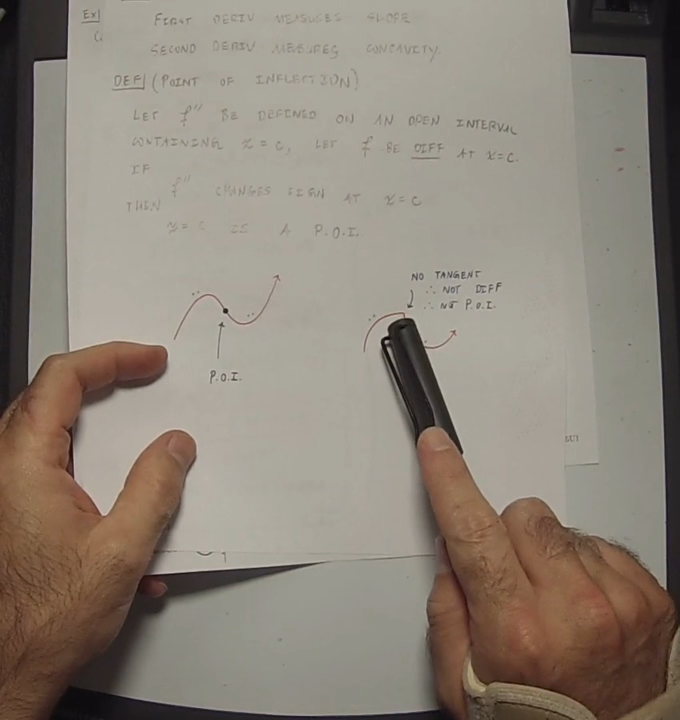 Ex
FIRST DERIV MEASURES SLOPE
SECOND DERIV MEASURES CONCAVITY
DEF (POINT OF INFLECTION)
LET f" BE DEFINED ON AN OPEN INTERVAL
CONTAINING x = c, LET f BE DIFF AT x=c.
IF
f" CHANGES SIGN AT x = c
THEN
x = c IS A P.O.I.
NO TANGENT
∴ NOT DIFF
∴ NOT P.O.I.
P.O.I.